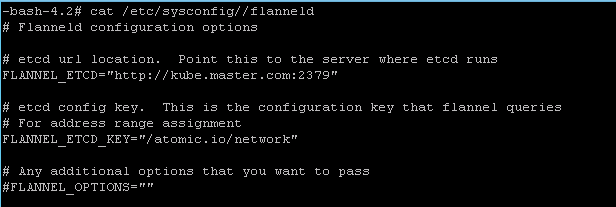 -bash-4.2# cat /etc/sysconfig//flanneld
# Flanneld configuration options
# etcd url location.  Point this to the server where etcd runs
FLANNEL_ETCD="http://kube.master.com:2379"
# etcd config key.  This is the configuration key that flannel queries
# For address range assignment
FLANNEL_ETCD_KEY="/atomic.io/network"
# Any additional options that you want to pass
#FLANNEL_OPTIONS=""